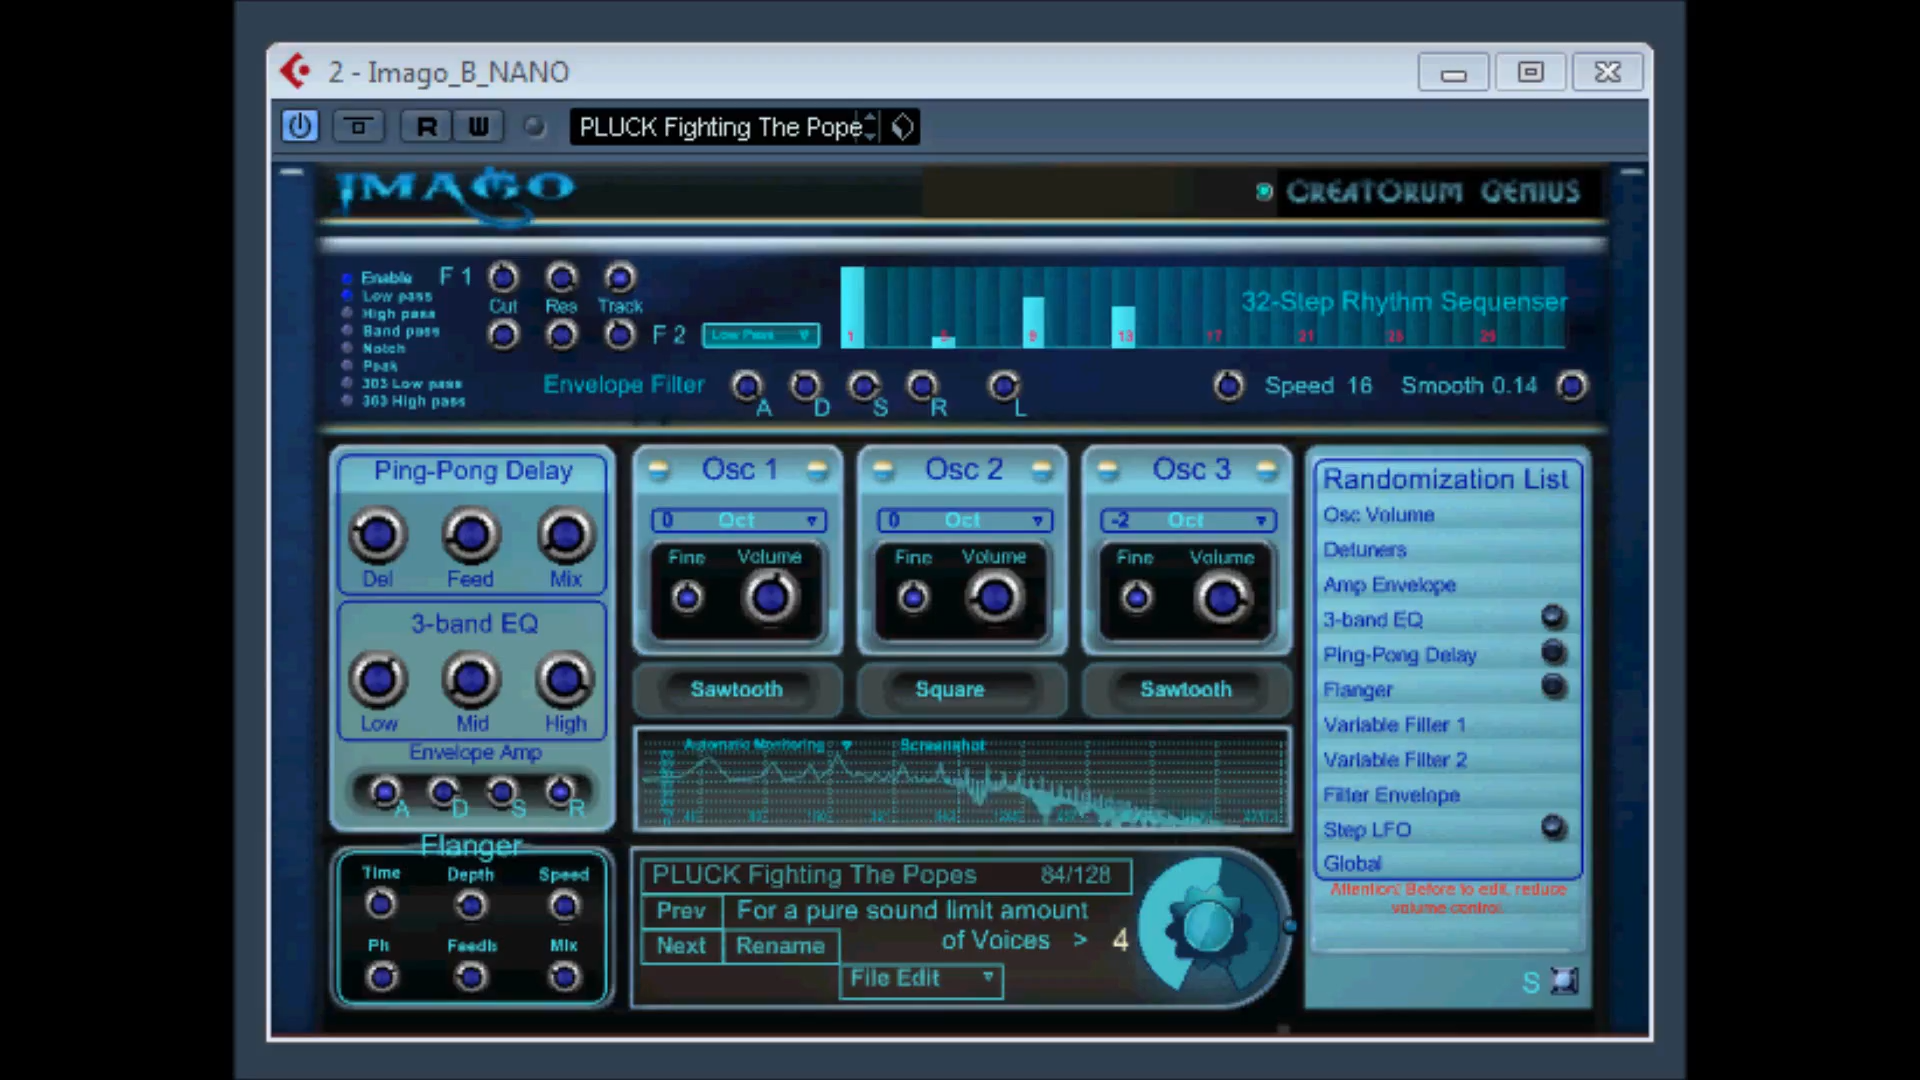 2 - Imago_B_NANO
R W PLUCK Fighting The Pope
IMAGO
CREATORUM GENIUS
Enable F 1
Low pass
High pass
Band pass
Notch
Peak
303 Low pass
303 High pass
Cut Res Track
F 2 Low Pass
32-Step Rhythm Sequenser
1 5 9 13 17 21 25 29
Envelope Filter A D S R L
Speed 16 Smooth 0.14
Ping-Pong Delay
Del Feed Mix
3-band EQ
Low Mid High
Envelope Amp
A D S R
Flanger
Time Depth Speed
Ph Feedb Mix
Osc 1
0 Oct
Fine Volume
Sawtooth
Osc 2
0 Oct
Fine Volume
Square
Osc 3
-2 Oct
Fine Volume
Sawtooth
Automatic Monitoring Screenshot
PLUCK Fighting The Popes 84/128
Prev For a pure sound limit amount
of Voices > 4
Next Rename
File Edit
Randomization List
Osc Volume
Detuners
Amp Envelope
3-band EQ
Ping-Pong Delay
Flanger
Variable Filter 1
Variable Filter 2
Filter Envelope
Step LFO
Global
Attention! Before to edit, reduce
volume control.
S